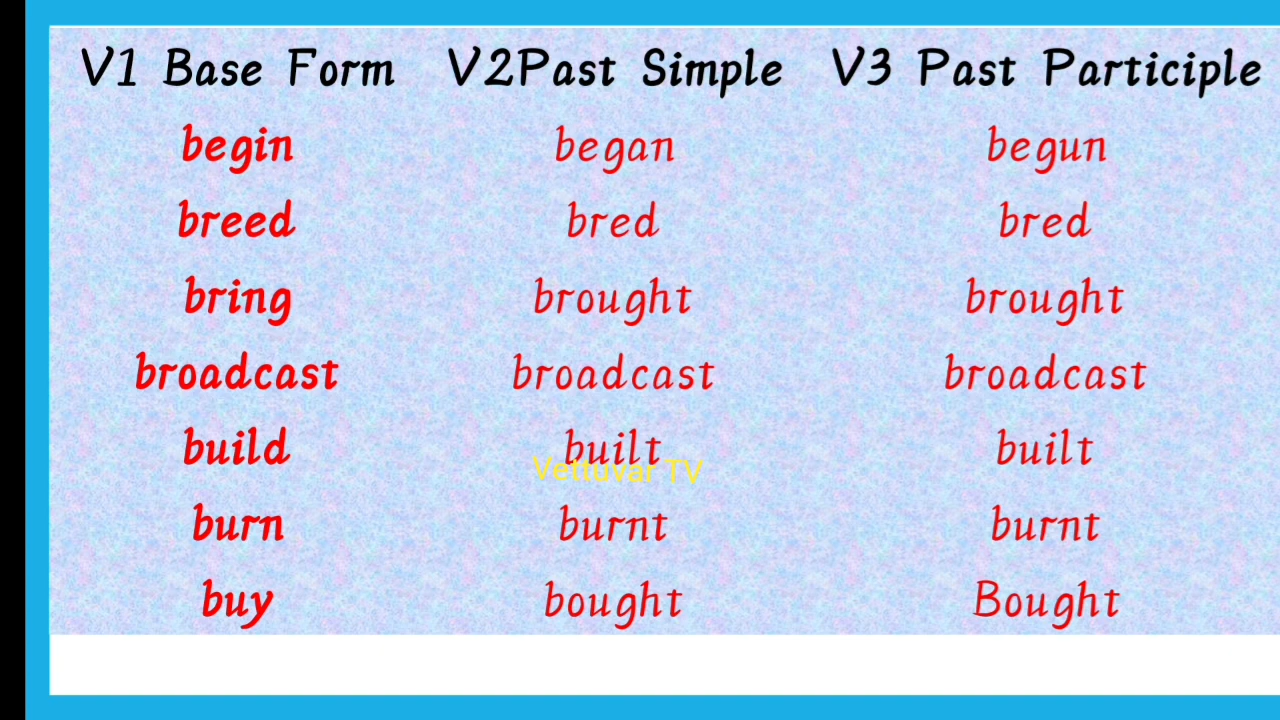 V1 Base Form V2Past Simple V3 Past Participle
begin began begun
breed bred bred
bring brought brought
broadcast broadcast broadcast
build built built
Vettuvar TV
burn burnt burnt
buy bought Bought